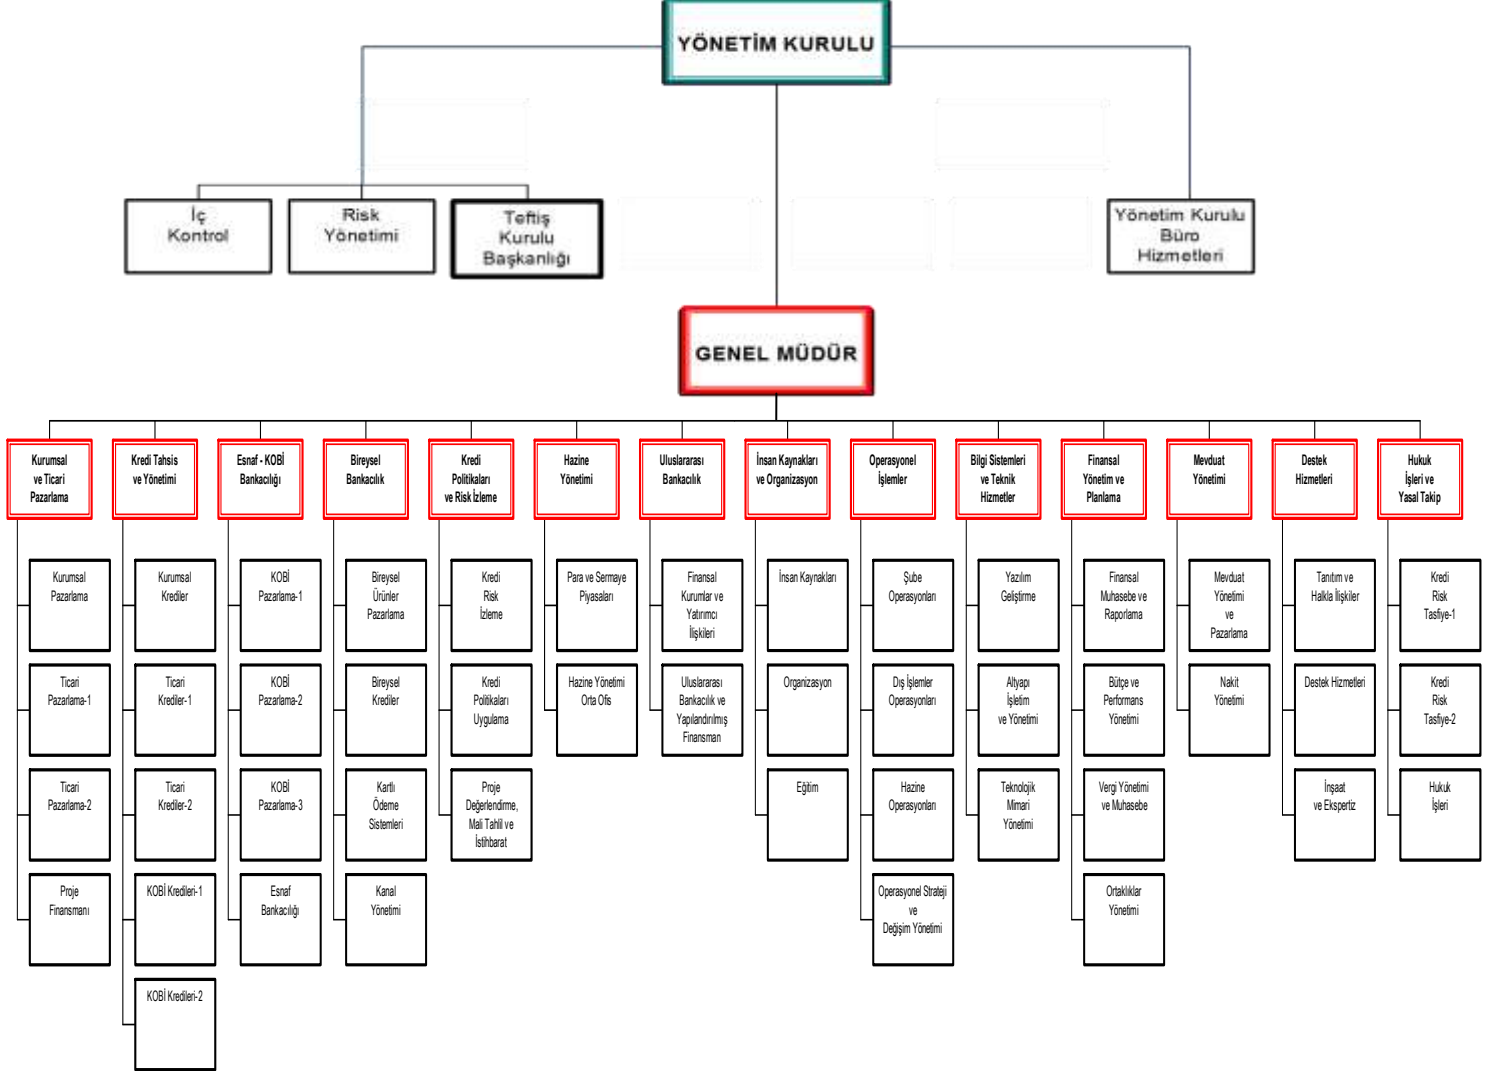 YÖNETİM KURULU
İç
Kontrol
Risk
Yönetimi
Teftiş
Kurulu
Başkanlığı
Yönetim Kurulu
Büro
Hizmetleri
GENEL MÜDÜR
Kurumsal
ve Ticari
Pazarlama
Kredi Tahsis
ve Yönetimi
Esnaf - KOBİ
Bankacılığı
Bireysel
Bankacılık
Kredi
Politikaları
ve Risk İzleme
Hazine
Yönetimi
Uluslararası
Bankacılık
İnsan Kaynakları
ve Organizasyon
Operasyonel
İşlemler
Bilgi Sistemleri
ve Teknik
Hizmetler
Finansal
Yönetim ve
Planlama
Mevduat
Yönetimi
Destek
Hizmetleri
Hukuk
İşleri ve
Yasal Takip
Kurumsal
Pazarlama
Kurumsal
Krediler
KOBİ
Pazarlama-1
Bireysel
Ürünler
Pazarlama
Kredi
Risk
İzleme
Para ve Sermaye
Piyasaları
Finansal
Kurumlar ve
Yatırımcı
İlişkileri
İnsan Kaynakları
Şube
Operasyonları
Yazılım
Geliştirme
Finansal
Muhasebe ve
Raporlama
Mevduat
Yönetimi
ve
Pazarlama
Tanıtım ve
Halkla İlişkiler
Kredi
Risk
Tasfiye-1
Ticari
Pazarlama-1
Ticari
Krediler-1
KOBİ
Pazarlama-2
Bireysel
Krediler
Kredi
Politikaları
Uygulama
Hazine Yönetimi
Orta Ofis
Uluslararası
Bankacılık ve
Yapılandırılmış
Finansman
Organizasyon
Dış İşlemler
Operasyonları
Altyapı
İşletim
ve Yönetimi
Bütçe ve
Performans
Yönetimi
Nakit
Yönetimi
Destek Hizmetleri
Kredi
Risk
Tasfiye-2
Ticari
Pazarlama-2
Ticari
Krediler-2
KOBİ
Pazarlama-3
Kartlı
Ödeme
Sistemleri
Proje
Değerlendirme,
Mali Tahlil ve
İstihbarat
Eğitim
Hazine
Operasyonları
Teknolojik
Mimari
Yönetimi
Vergi Yönetimi
ve Muhasebe
İnşaat
ve Ekspertiz
Hukuk
İşleri
Proje
Finansmanı
KOBİ Kredileri-1
Esnaf
Bankacılığı
Kanal
Yönetimi
Operasyonel Strateji
ve
Değişim Yönetimi
Ortaklıklar
Yönetimi
KOBİ Kredileri-2